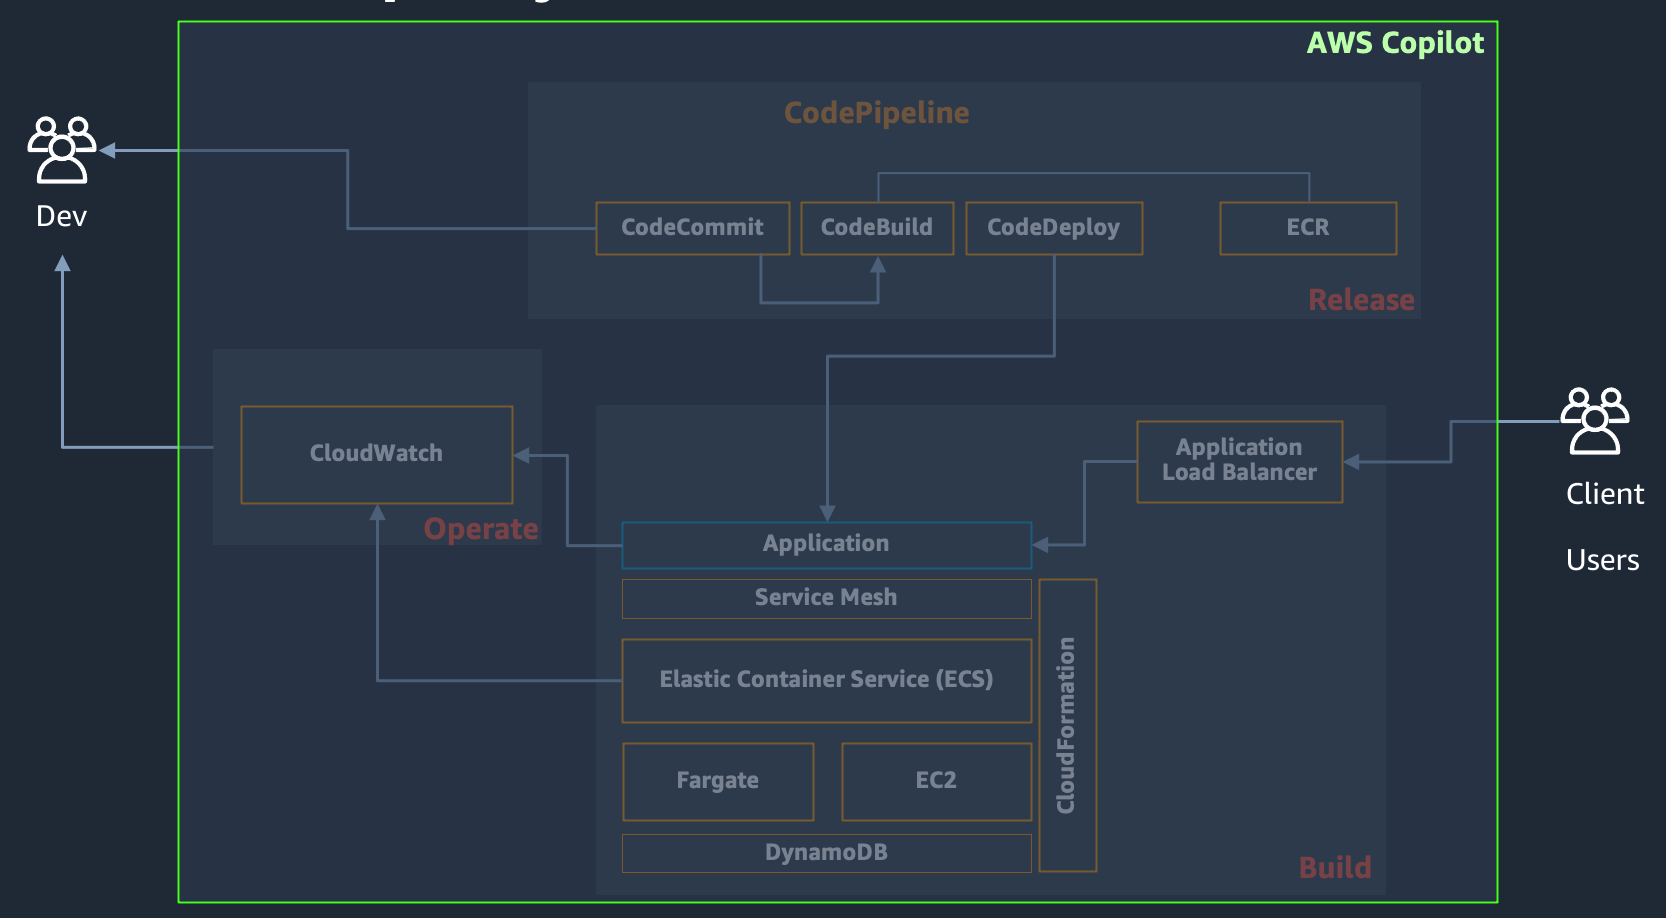 AWS Copilot
CodePipeline
Dev
CodeCommit
CodeBuild
CodeDeploy
ECR
Release
CloudWatch
Operate
Application
Load Balancer
Client
Users
Application
Service Mesh
Elastic Container Service (ECS)
CloudFormation
Fargate
EC2
DynamoDB
Build